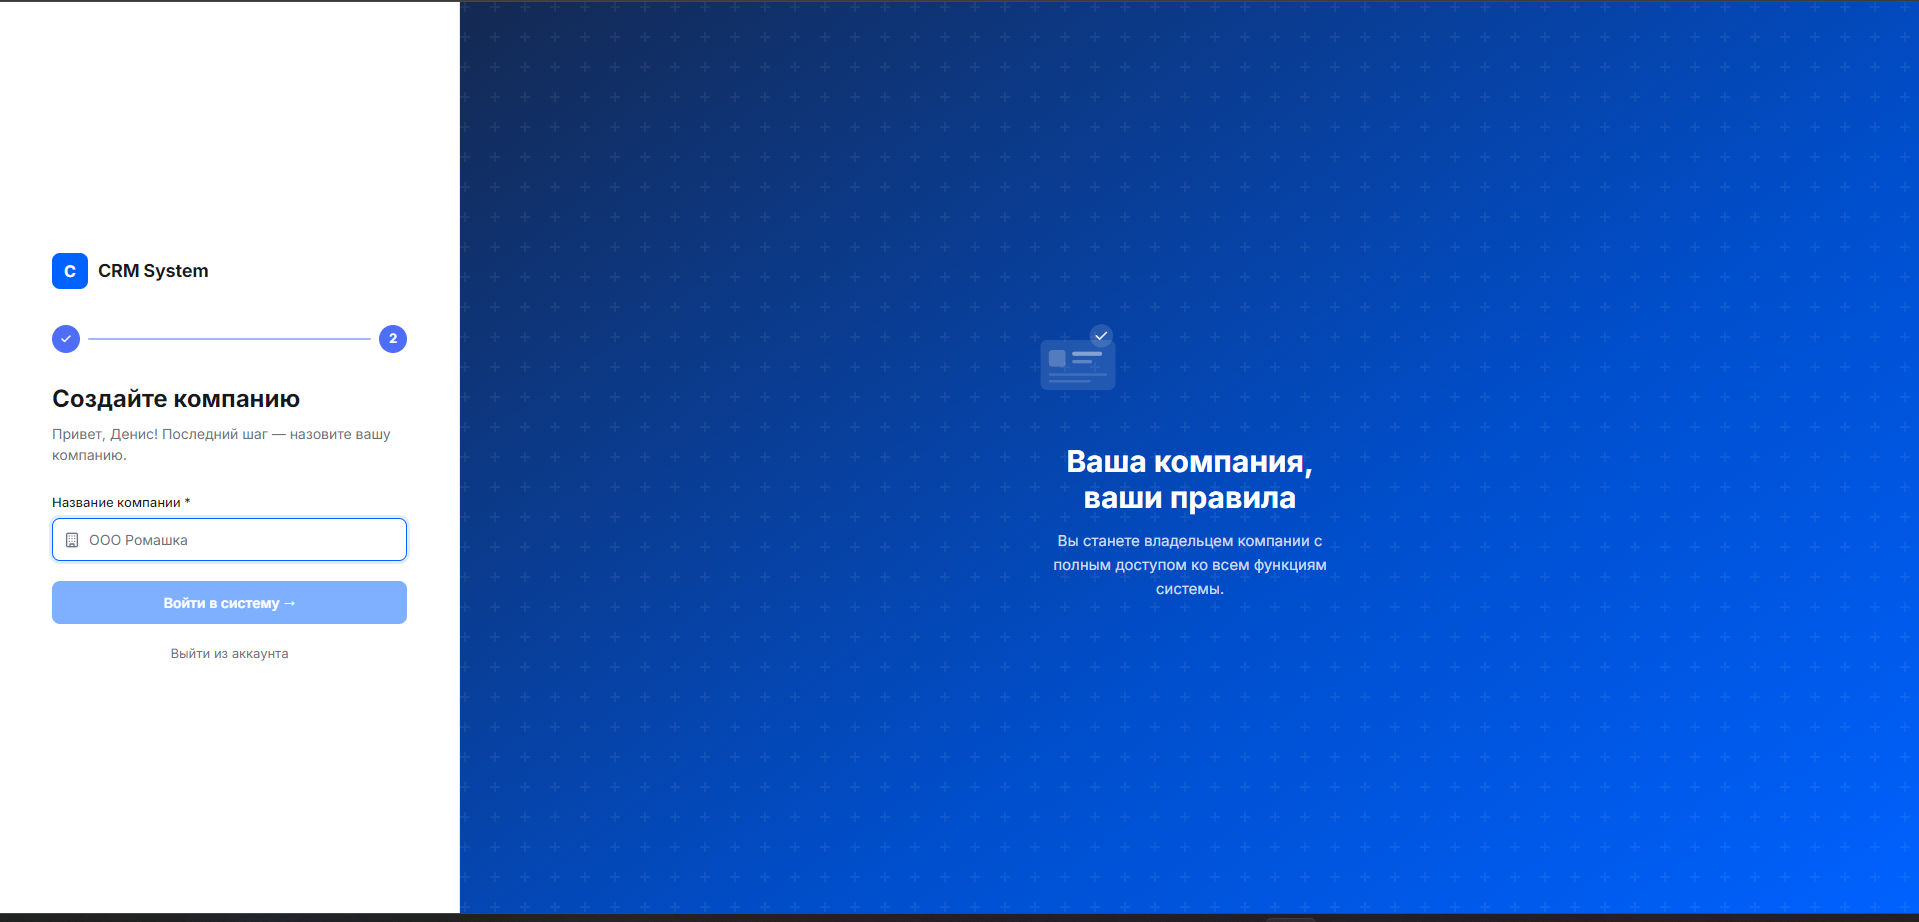 C CRM System
2
Создайте компанию
Привет, Денис! Последний шаг — назовите вашу
компанию.
Название компании *
ООО Ромашка
Войти в систему →
Выйти из аккаунта
Ваша компания,
ваши правила
Вы станете владельцем компании с
полным доступом ко всем функциям
системы.